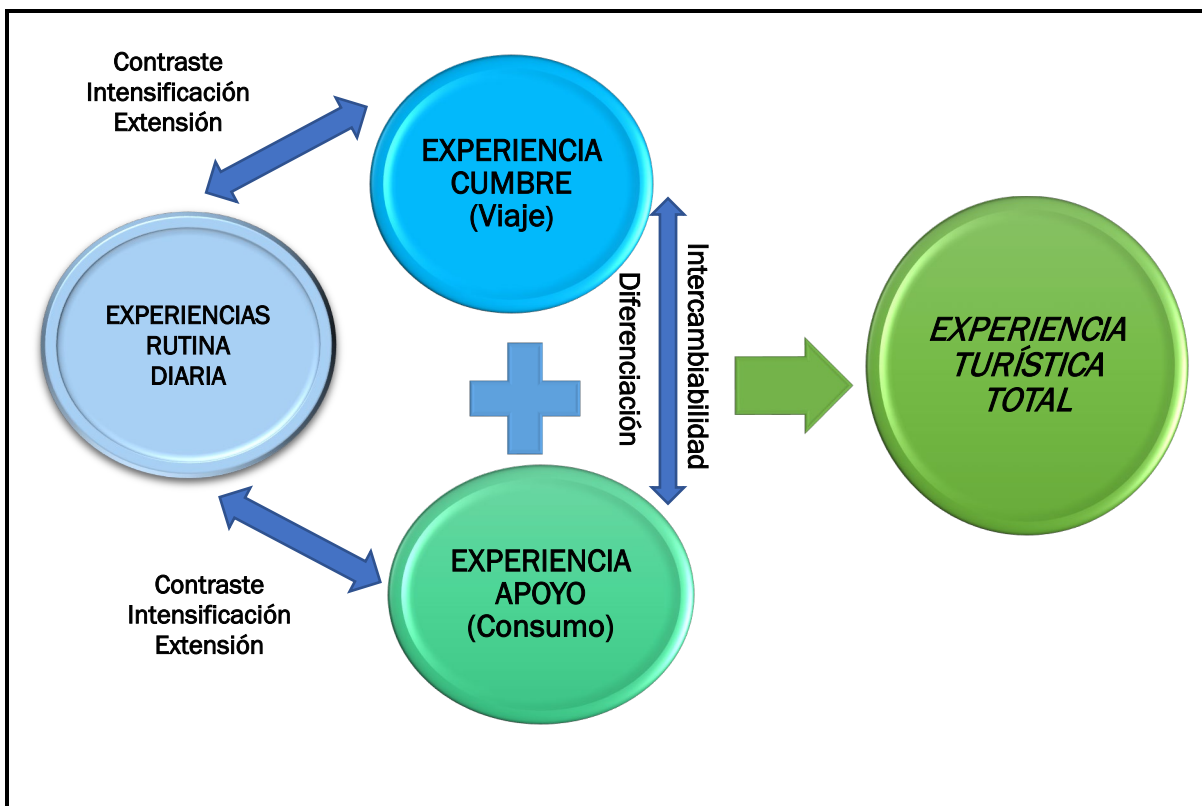 Contraste
Intensificación
Extensión
EXPERIENCIA
CUMBRE
(Viaje)
EXPERIENCIAS
RUTINA
DIARIA
Diferenciación
Intercambiabilidad
EXPERIENCIA
TURÍSTICA
TOTAL
EXPERIENCIA
APOYO
(Consumo)
Contraste
Intensificación
Extensión